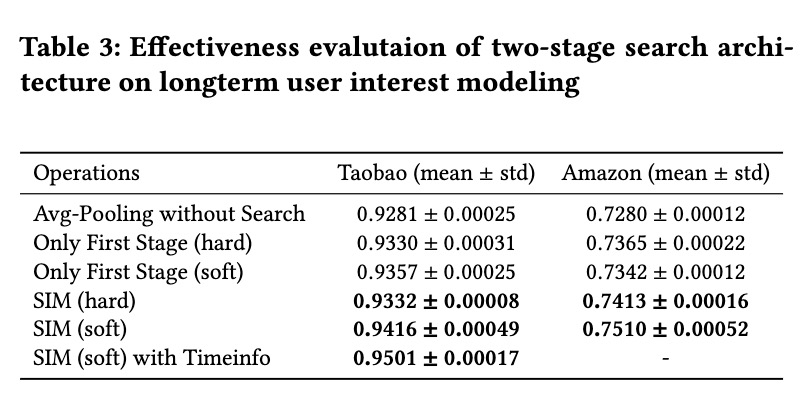 Table 3: Effectiveness evalutaion of two-stage search archi-
tecture on longterm user interest modeling
Operations Taobao (mean ± std) Amazon (mean ± std)
Avg-Pooling without Search 0.9281 ± 0.00025 0.7280 ± 0.00012
Only First Stage (hard) 0.9330 ± 0.00031 0.7365 ± 0.00022
Only First Stage (soft) 0.9357 ± 0.00025 0.7342 ± 0.00012
SIM (hard) 0.9332 ± 0.00008 0.7413 ± 0.00016
SIM (soft) 0.9416 ± 0.00049 0.7510 ± 0.00052
SIM (soft) with Timeinfo 0.9501 ± 0.00017 -